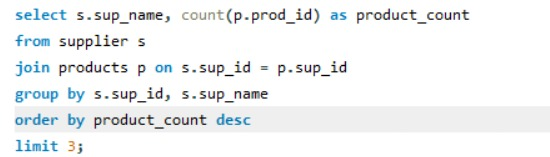 select s.sup_name, count(p.prod_id) as product_count
from supplier s
join products p on s.sup_id = p.sup_id
group by s.sup_id, s.sup_name
order by product_count desc
limit 3;